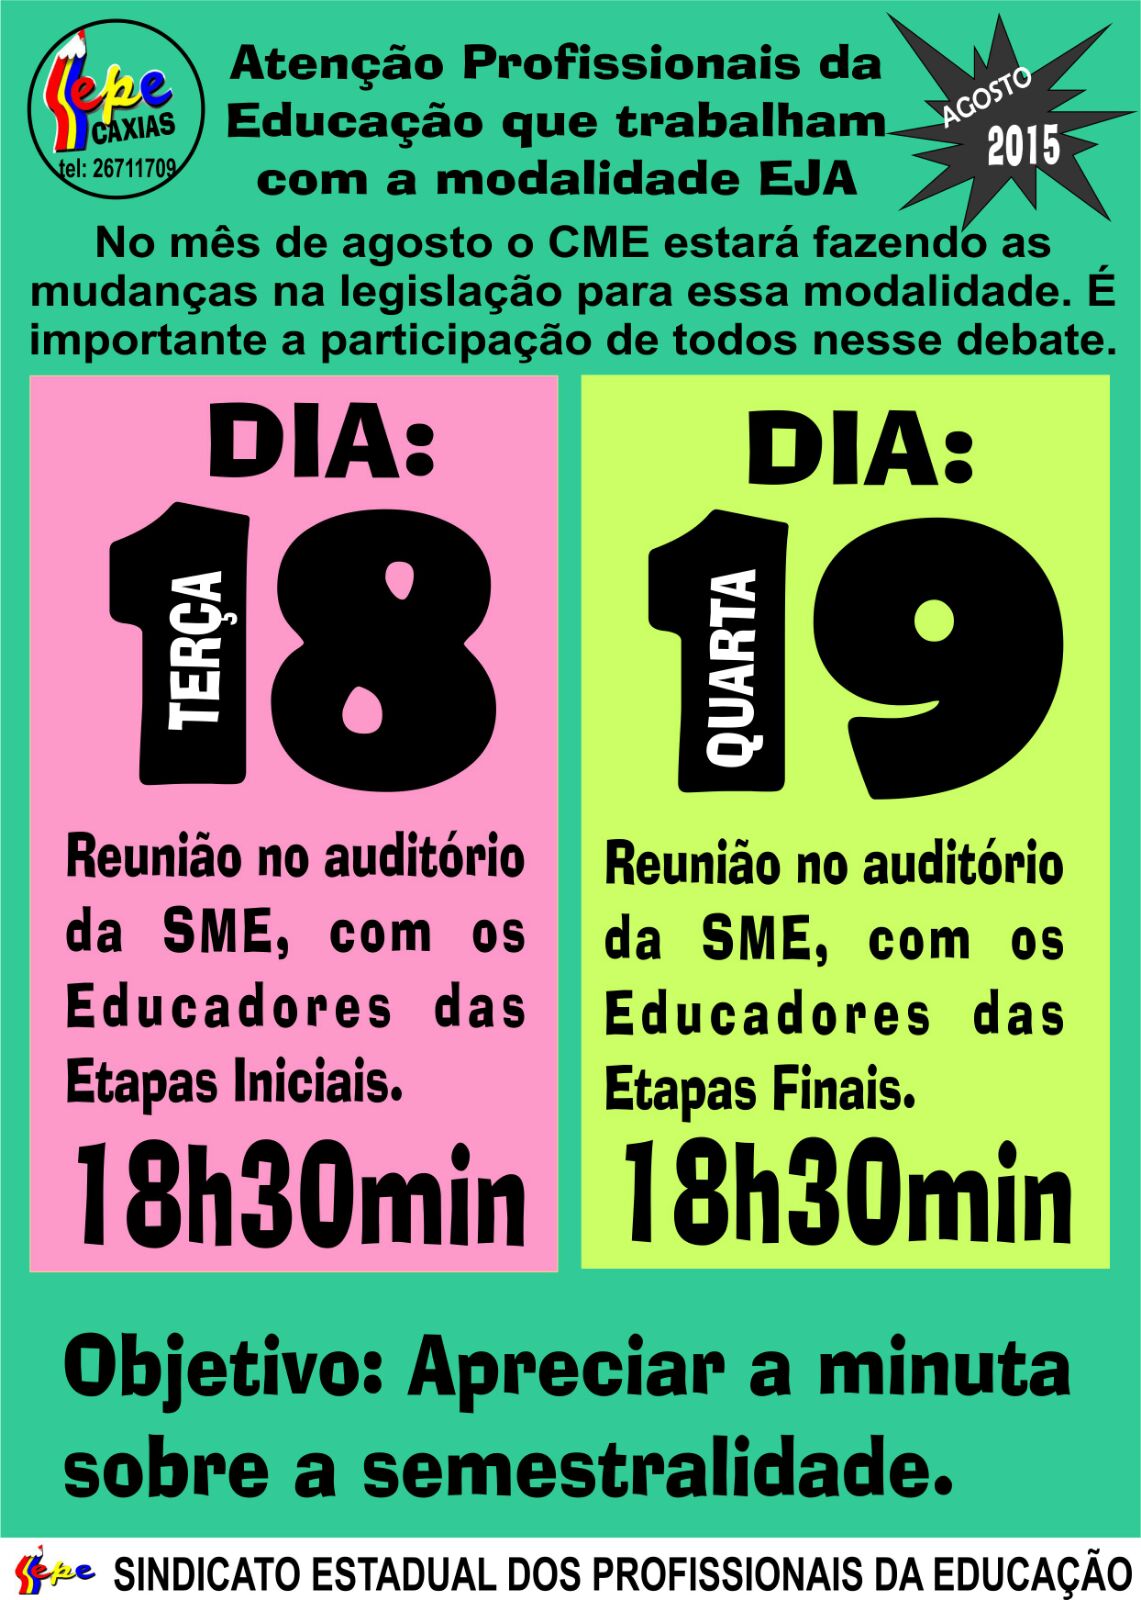 Sepe
CAXIAS
tel: 26711709
Atenção Profissionais da
Educação que trabalham
com a modalidade EJA
AGOSTO
2015
No mês de agosto o CME estará fazendo as
mudanças na legislação para essa modalidade. É
importante a participação de todos nesse debate.
DIA:
18
TERÇA
Reunião no auditório
da SME, com os
Educadores das
Etapas Iniciais.
18h30min
DIA:
19
QUARTA
Reunião no auditório
da SME, com os
Educadores das
Etapas Finais.
18h30min
Objetivo: Apreciar a minuta
sobre a semestralidade.
Sepe SINDICATO ESTADUAL DOS PROFISSIONAIS DA EDUCAÇÃO